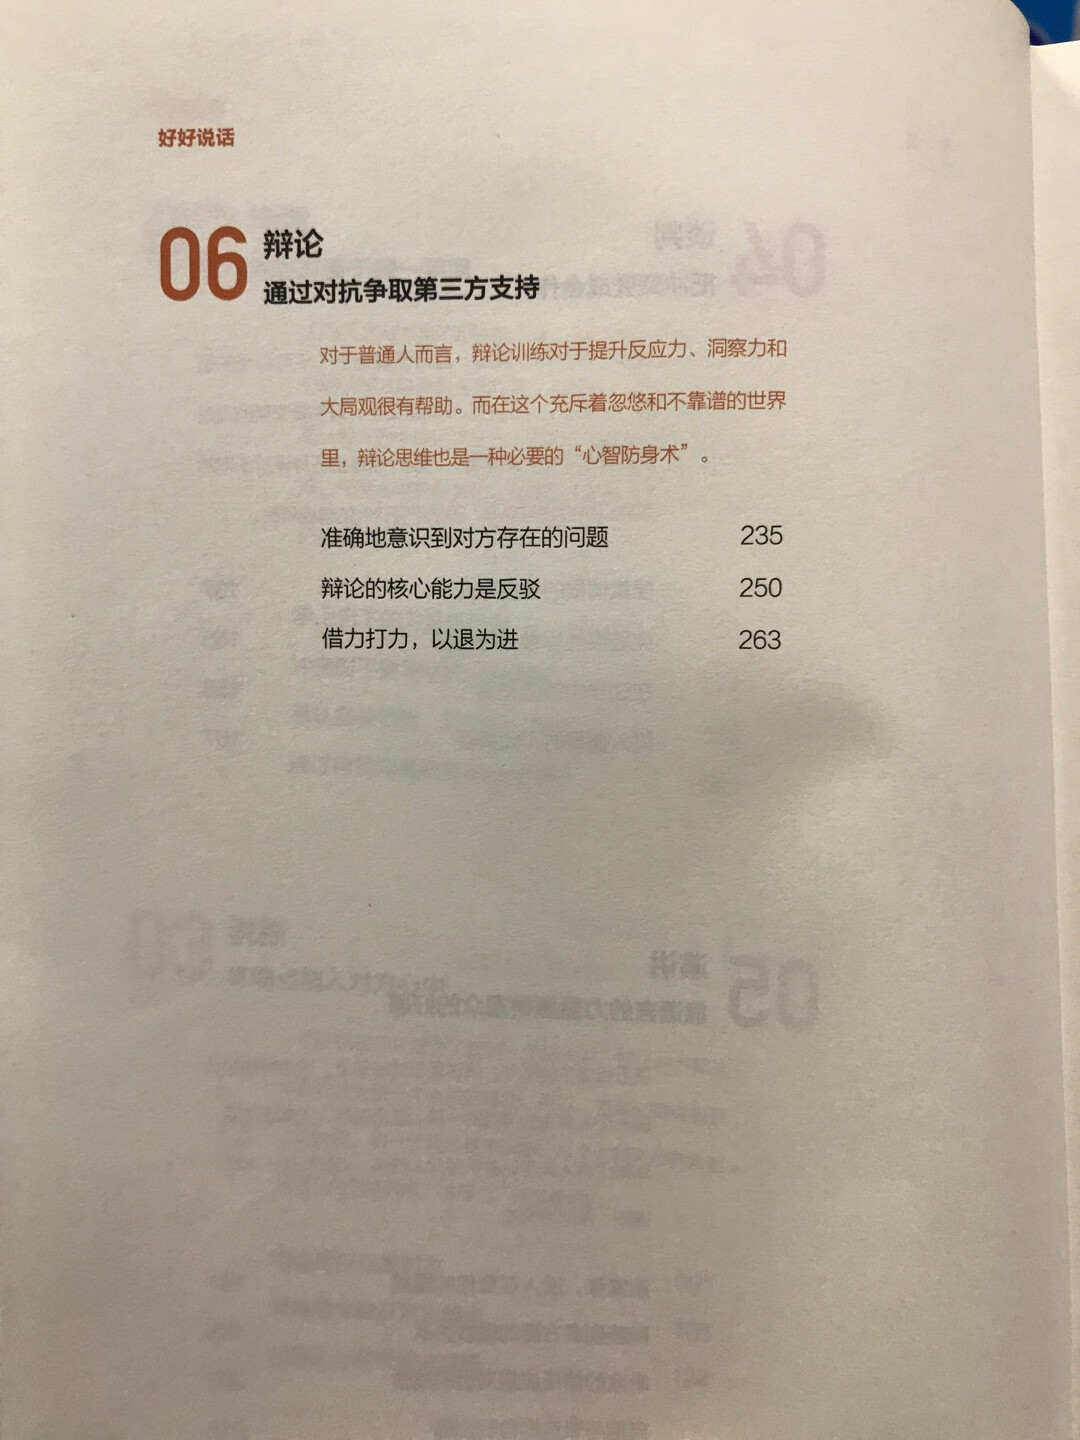 好好说话
06 辩论
通过对抗争取第三方支持
对于普通人而言，辩论训练对于提升反应力、洞察力和
大局观很有帮助。而在这个充斥着忽悠和不靠谱的世界
里，辩论思维也是一种必要的“心智防身术”。
准确地意识到对方存在的问题 235
辩论的核心能力是反驳 250
借力打力，以退为进 263